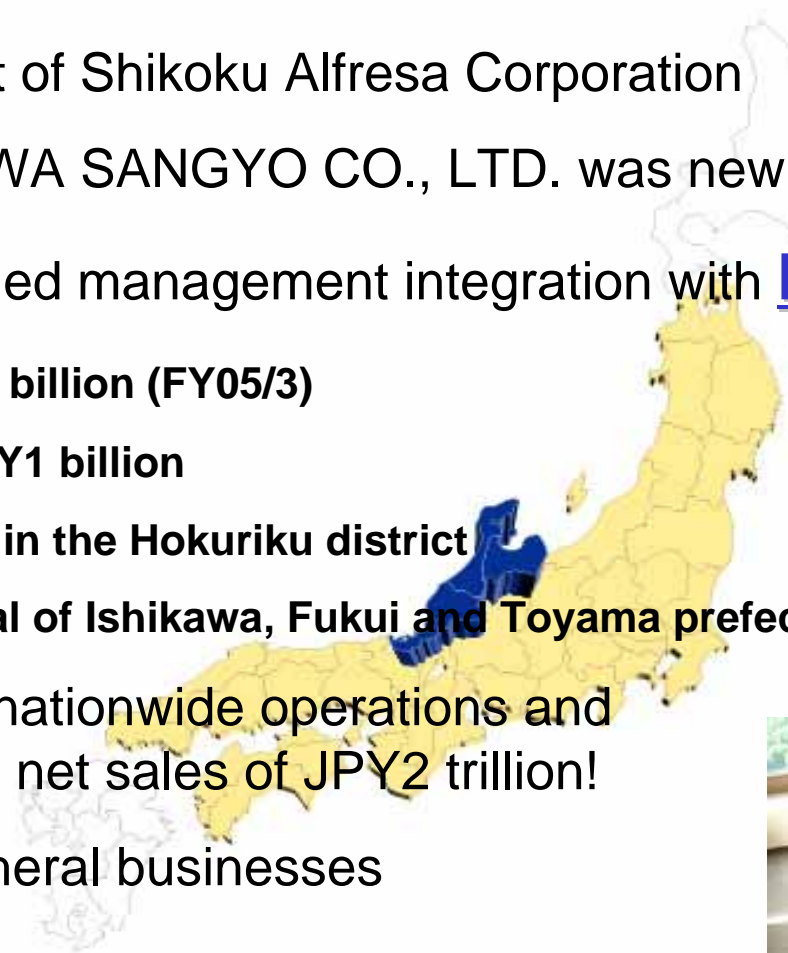 t of Shikoku Alfresa Corporation
WA SANGYO CO., LTD. was new
ed management integration with
billion (FY05/3)
Y1 billion
in the Hokuriku district
al of Ishikawa, Fukui and Toyama prefec
nationwide operations and
net sales of JPY2 trillion!
neral businesses